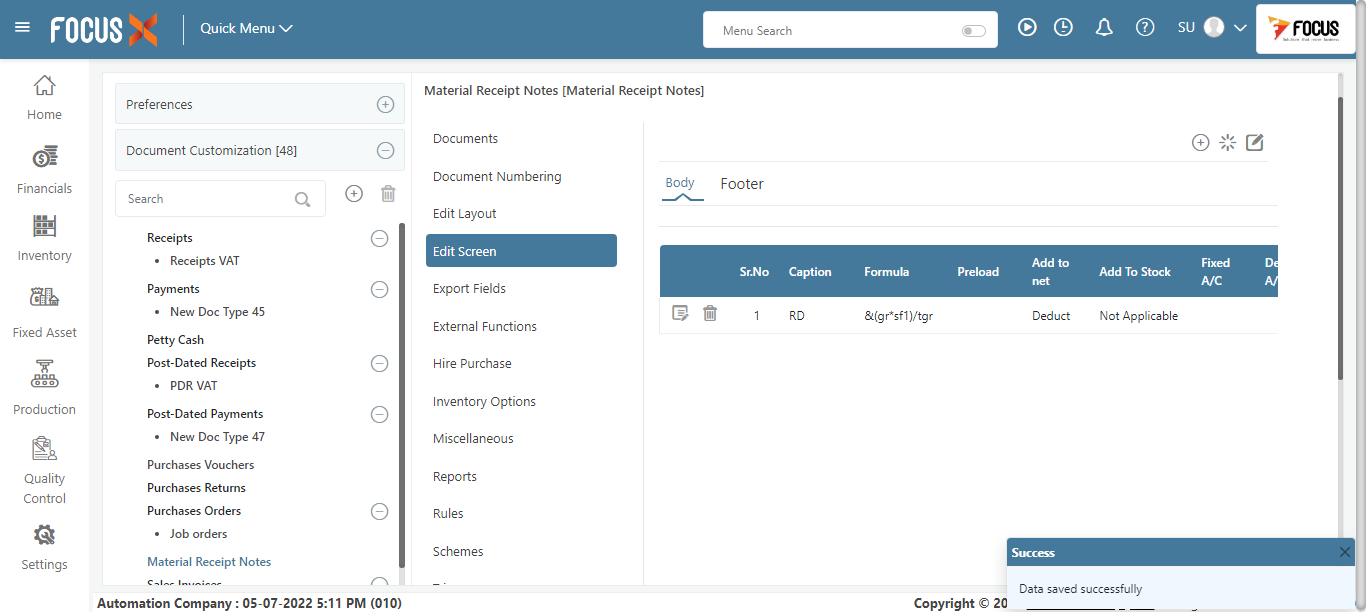 FOCUS X
Quick Menu
Menu Search
SU
FOCUS
Home
Financials
Inventory
Fixed Asset
Production
Quality
Control
Settings
Preferences
Document Customization [48]
Search
Receipts
• Receipts VAT
Payments
• New Doc Type 45
Petty Cash
Post-Dated Receipts
• PDR VAT
Post-Dated Payments
• New Doc Type 47
Purchases Vouchers
Purchases Returns
Purchases Orders
• Job orders
Material Receipt Notes
Sales Invoices
Material Receipt Notes [Material Receipt Notes]
Documents
Document Numbering
Edit Layout
Edit Screen
Export Fields
External Functions
Hire Purchase
Inventory Options
Miscellaneous
Reports
Rules
Schemes
Body Footer
Sr.No Caption Formula Preload Add to net Add To Stock Fixed A/C De A/
1 RD &(gr*sf1)/tgr Deduct Not Applicable
Success
Data saved successfully
Automation Company : 05-07-2022 5:11 PM (010)
Copyright © 20